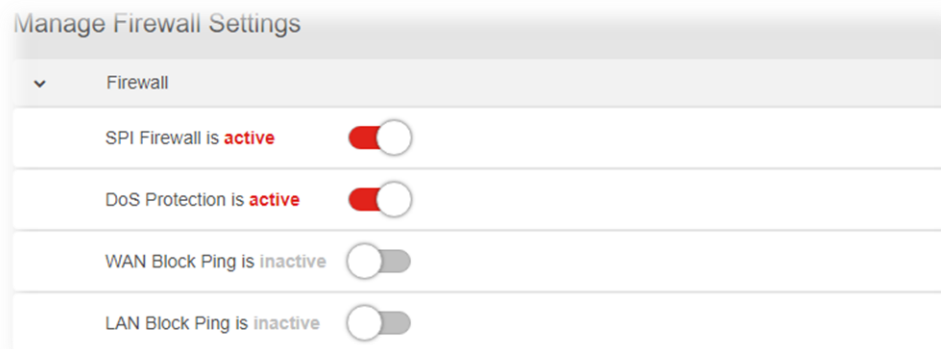 Manage Firewall Settings
Firewall
SPI Firewall is active
DoS Protection is active
WAN Block Ping is inactive
LAN Block Ping is inactive